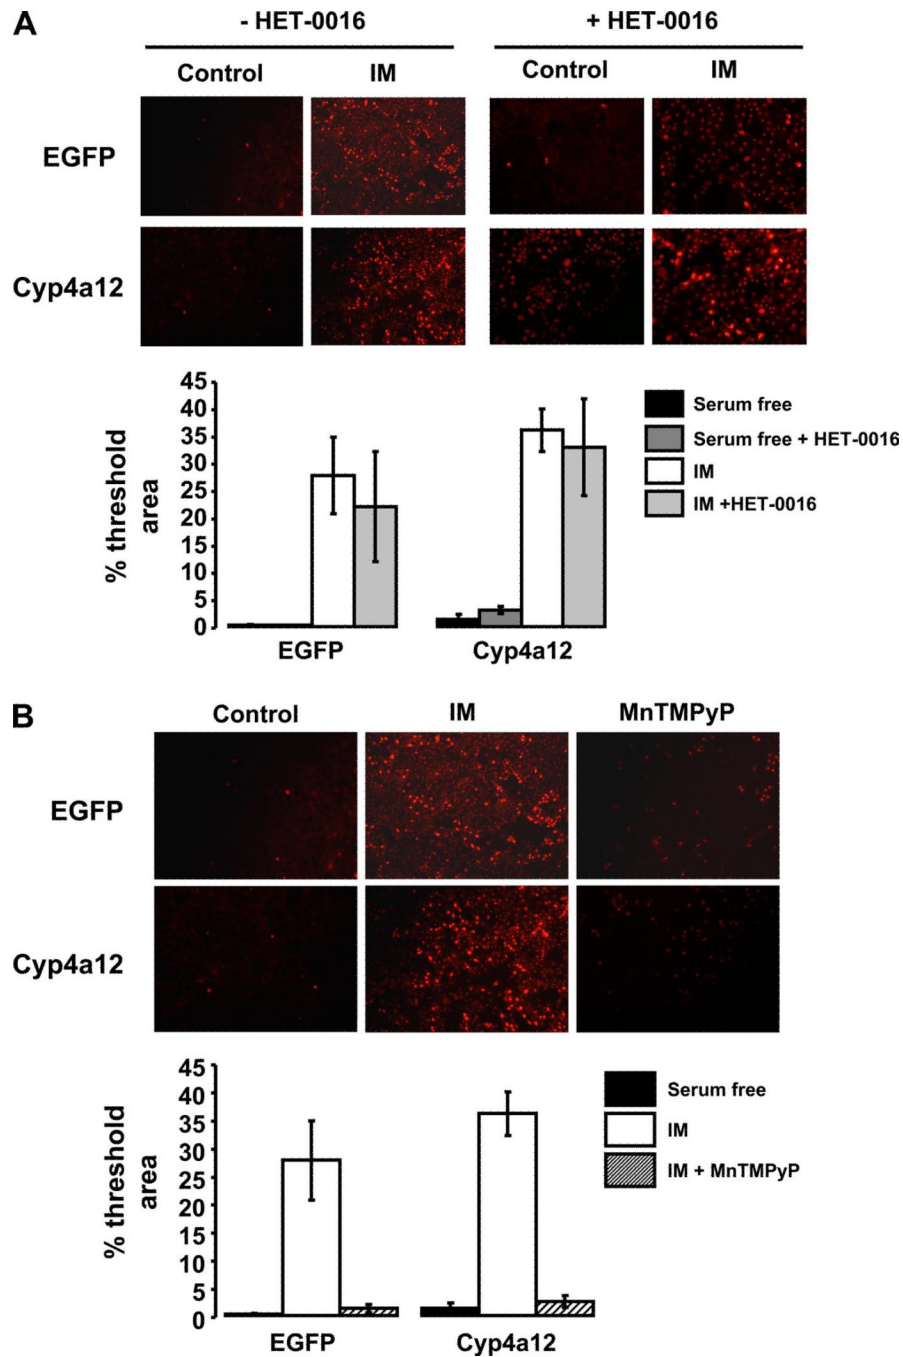 A
- HET-0016
+ HET-0016
Control
IM
Control
IM
EGFP
Cyp4a12
45
40
35
30
25
20
15
10
5
0
% threshold
area
EGFP
Cyp4a12
Serum free
Serum free + HET-0016
IM
IM +HET-0016
B
Control
IM
MnTMPyP
EGFP
Cyp4a12
45
40
35
30
25
20
15
10
5
0
% threshold
area
EGFP
Cyp4a12
Serum free
IM
IM + MnTMPyP